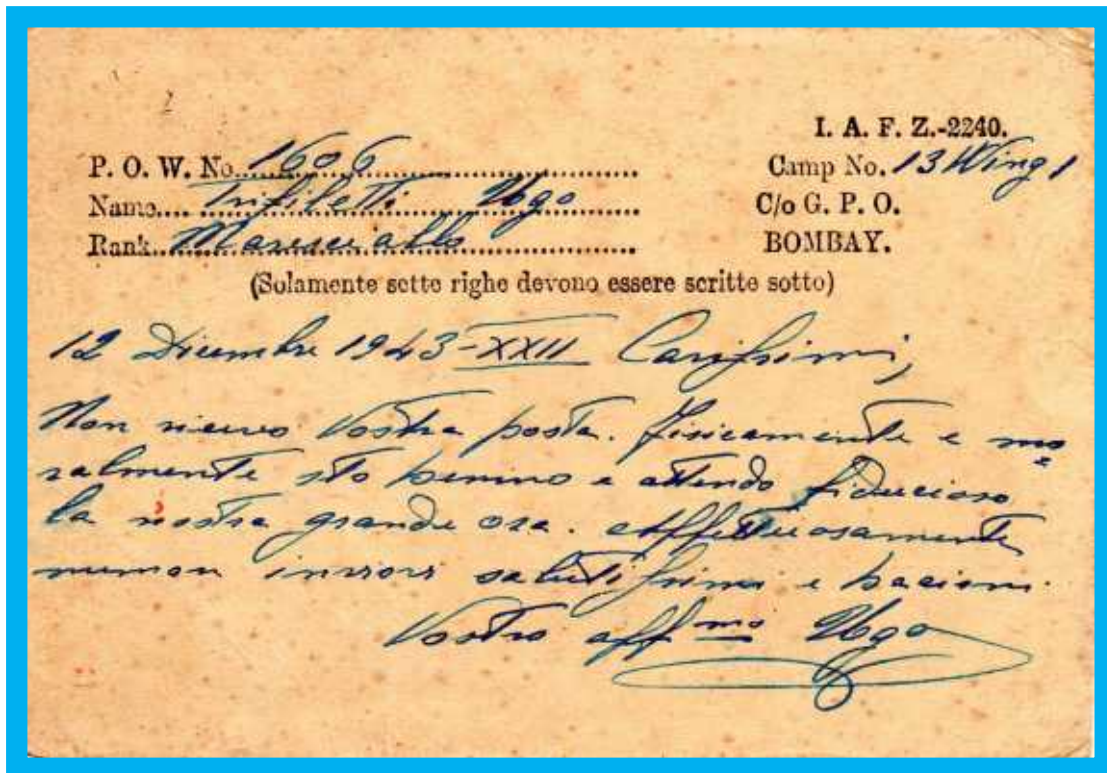 I. A. F. Z.-2240.
P. O. W. No. 1606 Camp No. 13 Wing 1
Name.... Trifiletti Ugo C/o G. P. O.
Rank. Maresciallo BOMBAY.
(Solamente sette righe devono essere scritte sotto)
12 Dicembre 1943-XXII Carissimi,
Non ricevo Vostra posta. Fisicamente e mo
ralmente sto benino e attendo fiducioso
la nostra grande ora. Affettuosamente
saluti e bacioni.
Vostro aff.mo Ugo